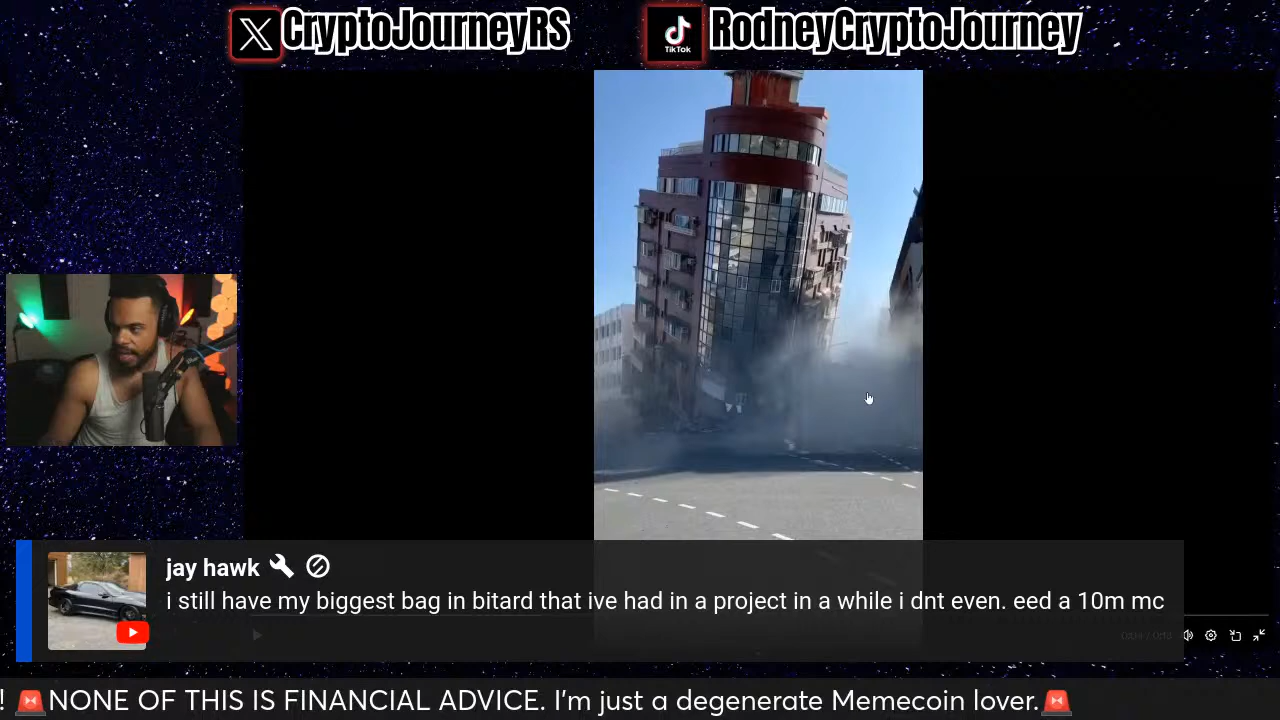 CryptoJourneyRS
TikTok
RodneyCryptoJourney
jay hawk
i still have my biggest bag in bitard that ive had in a project in a while i dnt even. eed a 10m mc
! 🚨NONE OF THIS IS FINANCIAL ADVICE. I'm just a degenerate Memecoin lover.🚨